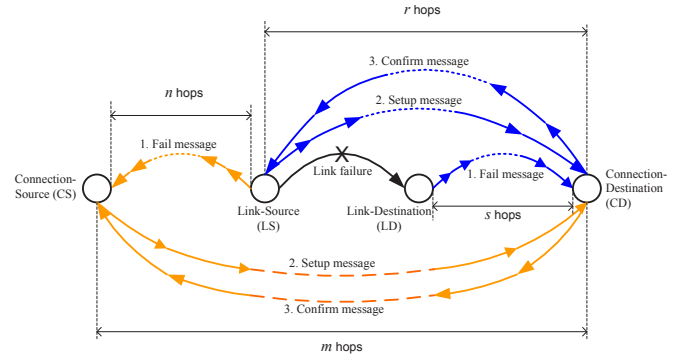 r hops
3. Confirm message
n hops
2. Setup message
1. Fail message
X
Link failure
1. Fail message
Connection-
Source (CS)
Link-Source
(LS)
Link-Destination
(LD)
s hops
Connection-
Destination
(CD)
2. Setup message
3. Confirm message
m hops